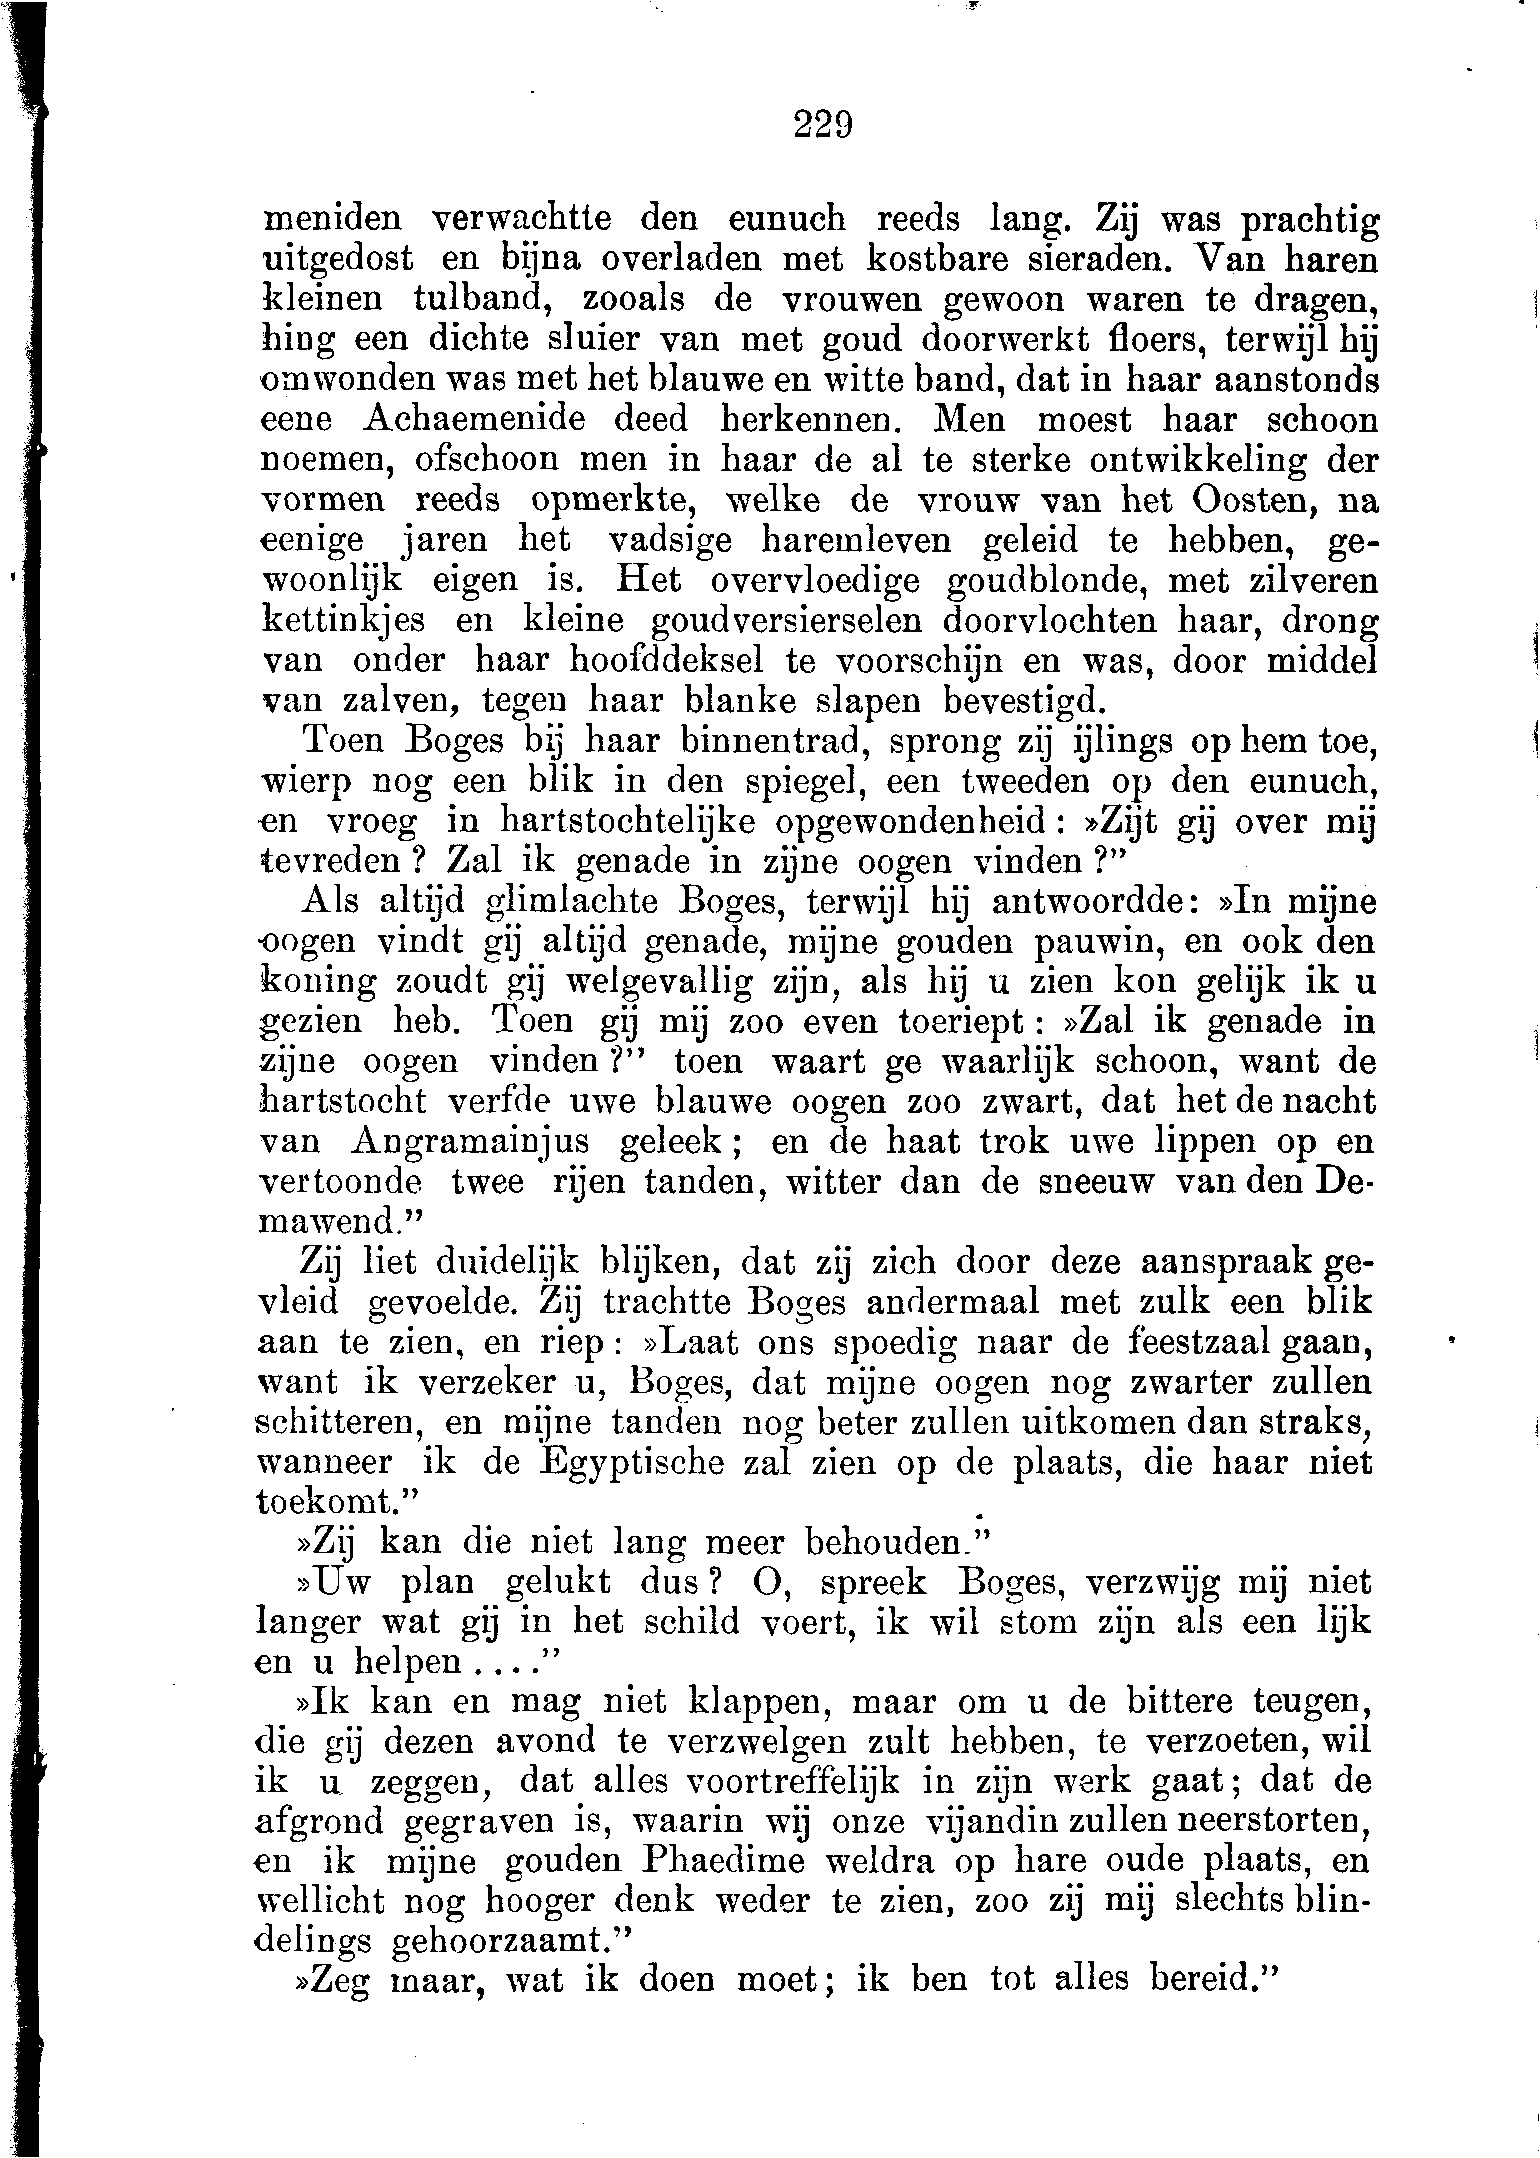 229
meniden verwachtte den eunuch reeds lang. Zij was prachtig
uitgedost en bijna overladen met kostbare sieraden. Van haren
kleinen tulband, zooals de vrouwen gewoon waren te dragen,
hing een dichte sluier van met goud doorwerkt floers, terwijl hij
omwonden was met het blauwe en witte band, dat in haar aanstonds
eene Achaemenide deed herkennen. Men moest haar schoon
noemen, ofschoon men in haar de al te sterke ontwikkeling der
vormen reeds opmerkte, welke de vrouw van het Oosten, na
eenige jaren het vadsige haremleven geleid te hebben, ge-
woonlijk eigen is. Het overvloedige goudblonde, met zilveren
kettinkjes en kleine goudversierselen doorvlochten haar, drong
van onder haar hoofddeksel te voorschijn en was, door middel
van zalven, tegen haar blanke slapen bevestigd.
Toen Boges bij haar binnentrad, sprong zij ijlings op hem toe,
wierp nog een blik in den spiegel, een tweeden op den eunuch,
en vroeg in hartstochtelijke opgewondenheid : »Zijt gij over mij
tevreden ? Zal ik genade in zijne oogen vinden ?”
Als altijd glimlachte Boges, terwijl hij antwoordde: »In mijne
oogen vindt gij altijd genade, mijne gouden pauwin, en ook den
koning zoudt gij welgevallig zijn, als hij u zien kon gelijk ik u
gezien heb. Toen gij mij zoo even toeriept : »Zal ik genade in
zijne oogen vinden ?” toen waart ge waarlijk schoon, want de
hartstocht verfde uwe blauwe oogen zoo zwart, dat het de nacht
van Angramainjus geleek ; en de haat trok uwe lippen op en
vertoonde twee rijen tanden, witter dan de sneeuw van den De-
mawend.”
Zij liet duidelijk blijken, dat zij zich door deze aanspraak ge-
vleid gevoelde. Zij trachtte Boges andermaal met zulk een blik
aan te zien, en riep : »Laat ons spoedig naar de feestzaal gaan,
want ik verzeker u, Boges, dat mijne oogen nog zwarter zullen
schitteren, en mijne tanden nog beter zullen uitkomen dan straks,
wanneer ik de Egyptische zal zien op de plaats, die haar niet
toekomt.”
»Zij kan die niet lang meer behouden.”
»Uw plan gelukt dus ? O, spreek Boges, verzwijg mij niet
langer wat gij in het schild voert, ik wil stom zijn als een lijk
en u helpen . . . .”
»Ik kan en mag niet klappen, maar om u de bittere teugen,
die gij dezen avond te verzwelgen zult hebben, te verzoeten, wil
ik u zeggen, dat alles voortreffelijk in zijn werk gaat ; dat de
afgrond gegraven is, waarin wij onze vijandin zullen neerstorten,
en ik mijne gouden Phaedime weldra op hare oude plaats, en
wellicht nog hooger denk weder te zien, zoo zij mij slechts blin-
delings gehoorzaamt.”
»Zeg maar, wat ik doen moet ; ik ben tot alles bereid.”